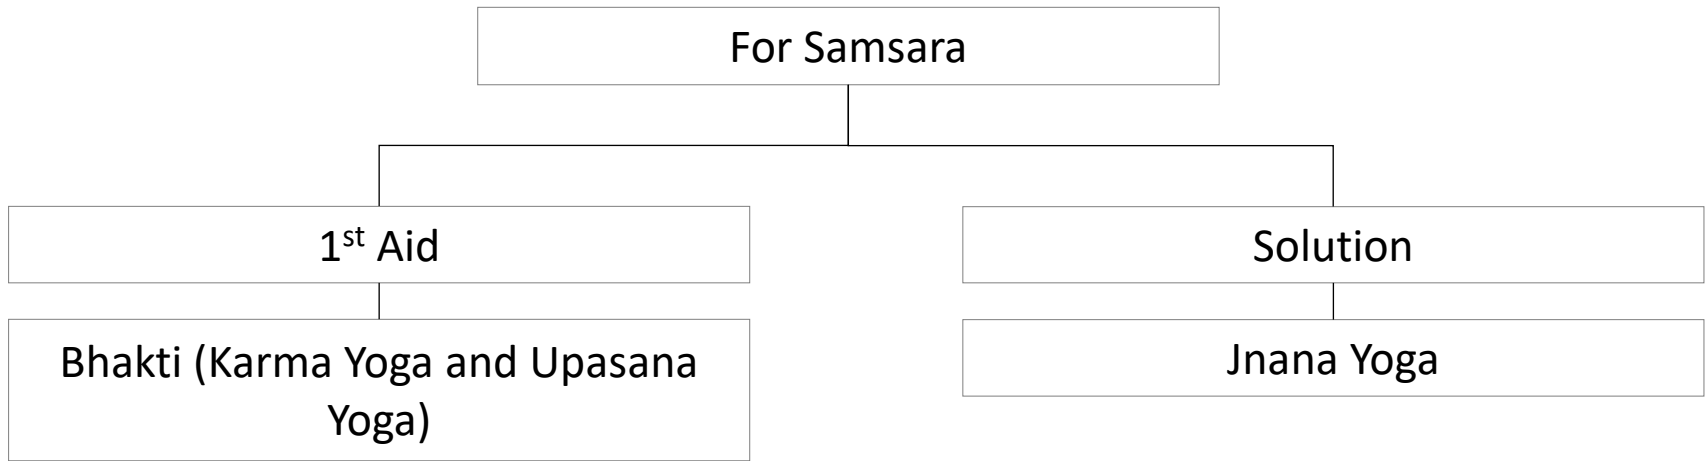 For Samsara
1st Aid
Solution
Bhakti (Karma Yoga and Upasana
Yoga)
Jnana Yoga